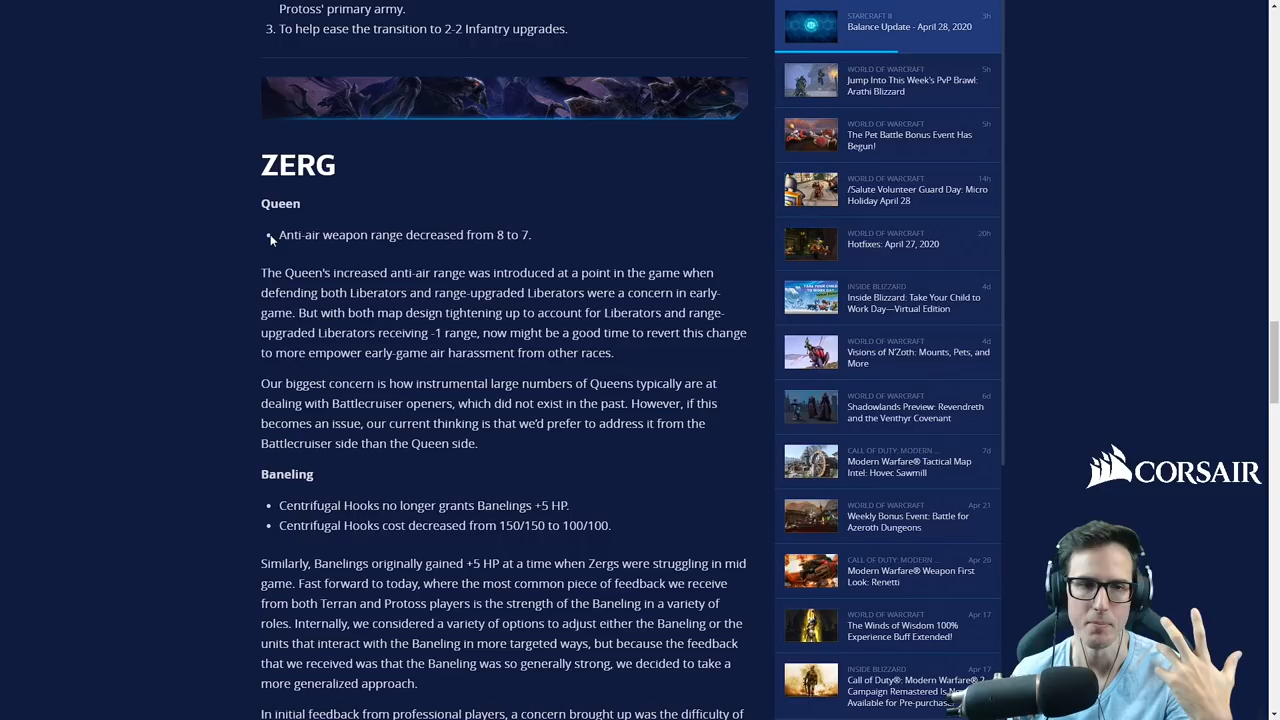 Protoss' primary army.
3. To help ease the transition to 2-2 Infantry upgrades.
ZERG
Queen
• Anti-air weapon range decreased from 8 to 7.
The Queen's increased anti-air range was introduced at a point in the game when
defending both Liberators and range-upgraded Liberators were a concern in early-
game. But with both map design tightening up to account for Liberators and range-
upgraded Liberators receiving -1 range, now might be a good time to revert this change
to more empower early-game air harassment from other races.
Our biggest concern is how instrumental large numbers of Queens typically are at
dealing with Battlecruiser openers, which did not exist in the past. However, if this
becomes an issue, our current thinking is that we'd prefer to address it from the
Battlecruiser side than the Queen side.
Baneling
• Centrifugal Hooks no longer grants Banelings +5 HP.
• Centrifugal Hooks cost decreased from 150/150 to 100/100.
Similarly, Banelings originally gained +5 HP at a time when Zergs were struggling in mid
game. Fast forward to today, where the most common piece of feedback we receive
from both Terran and Protoss players is the strength of the Baneling in a variety of
roles. Internally, we considered a variety of options to adjust either the Baneling or the
units that interact with the Baneling in more targeted ways, but because the feedback
that we received was that the Baneling was so generally strong, we decided to take a
more generalized approach.
In initial feedback from professional players, a concern brought up was the difficulty of
STARCRAFT II 3h
Balance Update - April 28, 2020
WORLD OF WARCRAFT 5h
Jump Into This Week's PvP Brawl:
Arathi Blizzard
WORLD OF WARCRAFT 5h
The Pet Battle Bonus Event Has
Begun!
WORLD OF WARCRAFT 14h
/Salute Volunteer Guard Day: Micro
Holiday April 28
WORLD OF WARCRAFT 20h
Hotfixes: April 27, 2020
INSIDE BLIZZARD 4d
Inside Blizzard: Take Your Child to
Work Day—Virtual Edition
WORLD OF WARCRAFT 4d
Visions of N'Zoth: Mounts, Pets, and
More
WORLD OF WARCRAFT 6d
Shadowlands Preview: Revendreth
and the Venthyr Covenant
CALL OF DUTY: MODERN ... 7d
Modern Warfare® Tactical Map
Intel: Hovec Sawmill
WORLD OF WARCRAFT Apr 21
Weekly Bonus Event: Battle for
Azeroth Dungeons
CALL OF DUTY: MODERN ... Apr 20
Modern Warfare® Weapon First
Look: Renetti
WORLD OF WARCRAFT Apr 17
The Winds of Wisdom 100%
Experience Buff Extended!
INSIDE BLIZZARD Apr 17
Call of Duty®: Modern Warfare® 2
Campaign Remastered Is
Available for Pre-purchase
CORSAIR